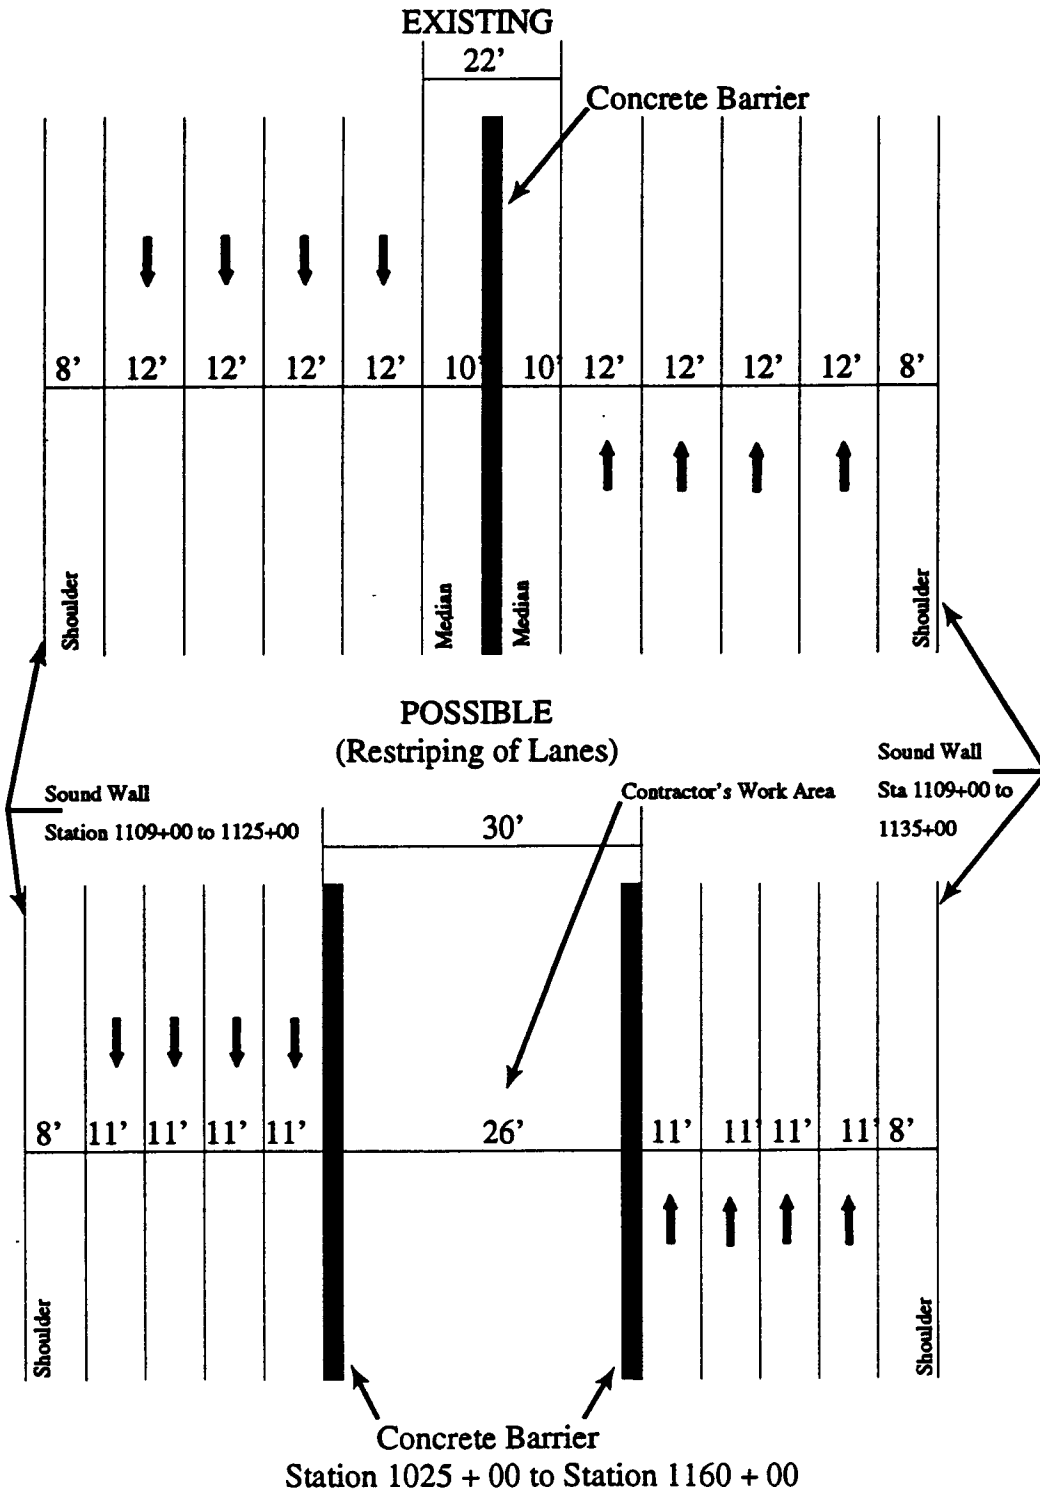 EXISTING
22'
Concrete Barrier
8' 12' 12' 12' 12' 10' 10' 12' 12' 12' 12' 8'
Shoulder
Median
Median
Shoulder
POSSIBLE
(Restriping of Lanes)
Sound Wall
Station 1109+00 to 1125+00
Contractor's Work Area
Sound Wall
Sta 1109+00 to
1135+00
30'
8' 11' 11' 11' 11' 26' 11' 11' 11' 11' 8'
Shoulder
Shoulder
Concrete Barrier
Station 1025 + 00 to Station 1160 + 00